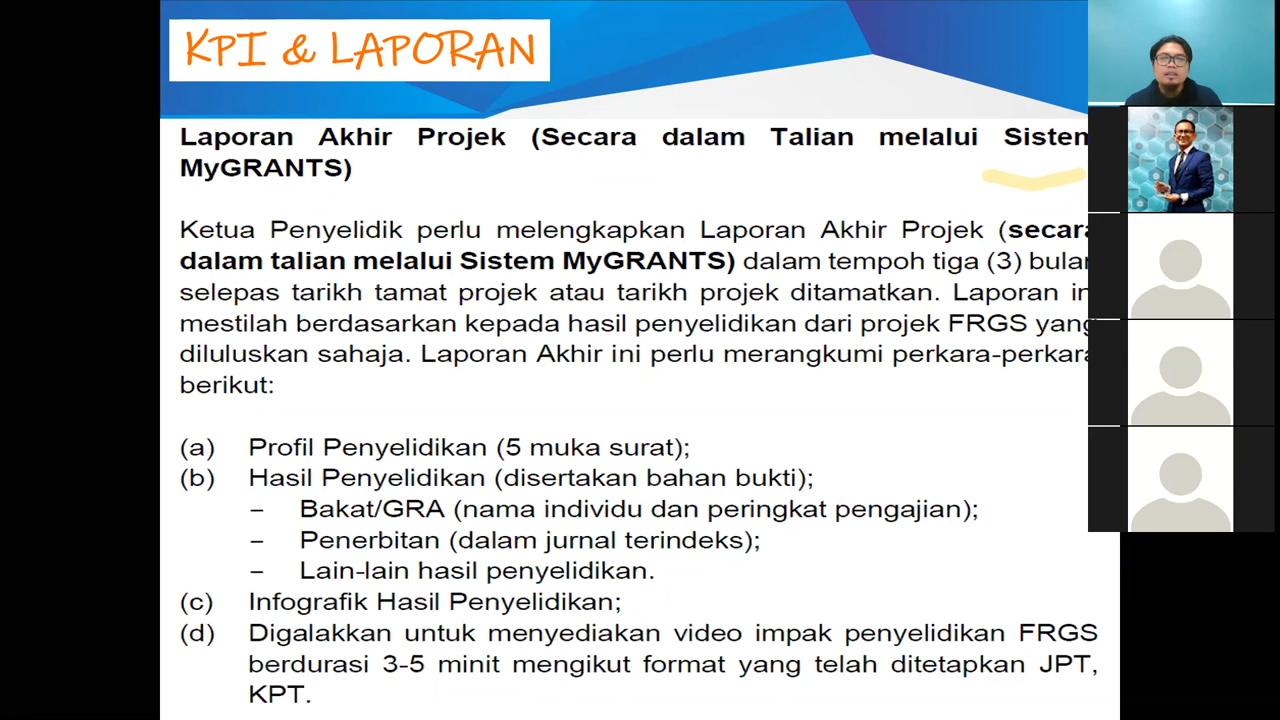 KPI & LAPORAN
Laporan Akhir Projek (Secara dalam Talian melalui Sistem
MyGRANTS)
Ketua Penyelidik perlu melengkapkan Laporan Akhir Projek (secara
dalam talian melalui Sistem MyGRANTS) dalam tempoh tiga (3) bulan
selepas tarikh tamat projek atau tarikh projek ditamatkan. Laporan ini
mestilah berdasarkan kepada hasil penyelidikan dari projek FRGS yang
diluluskan sahaja. Laporan Akhir ini perlu merangkumi perkara-perkara
berikut:
(a) Profil Penyelidikan (5 muka surat);
(b) Hasil Penyelidikan (disertakan bahan bukti);
– Bakat/GRA (nama individu dan peringkat pengajian);
– Penerbitan (dalam jurnal terindeks);
– Lain-lain hasil penyelidikan.
(c) Infografik Hasil Penyelidikan;
(d) Digalakkan untuk menyediakan video impak penyelidikan FRGS
berdurasi 3-5 minit mengikut format yang telah ditetapkan JPT,
KPT.